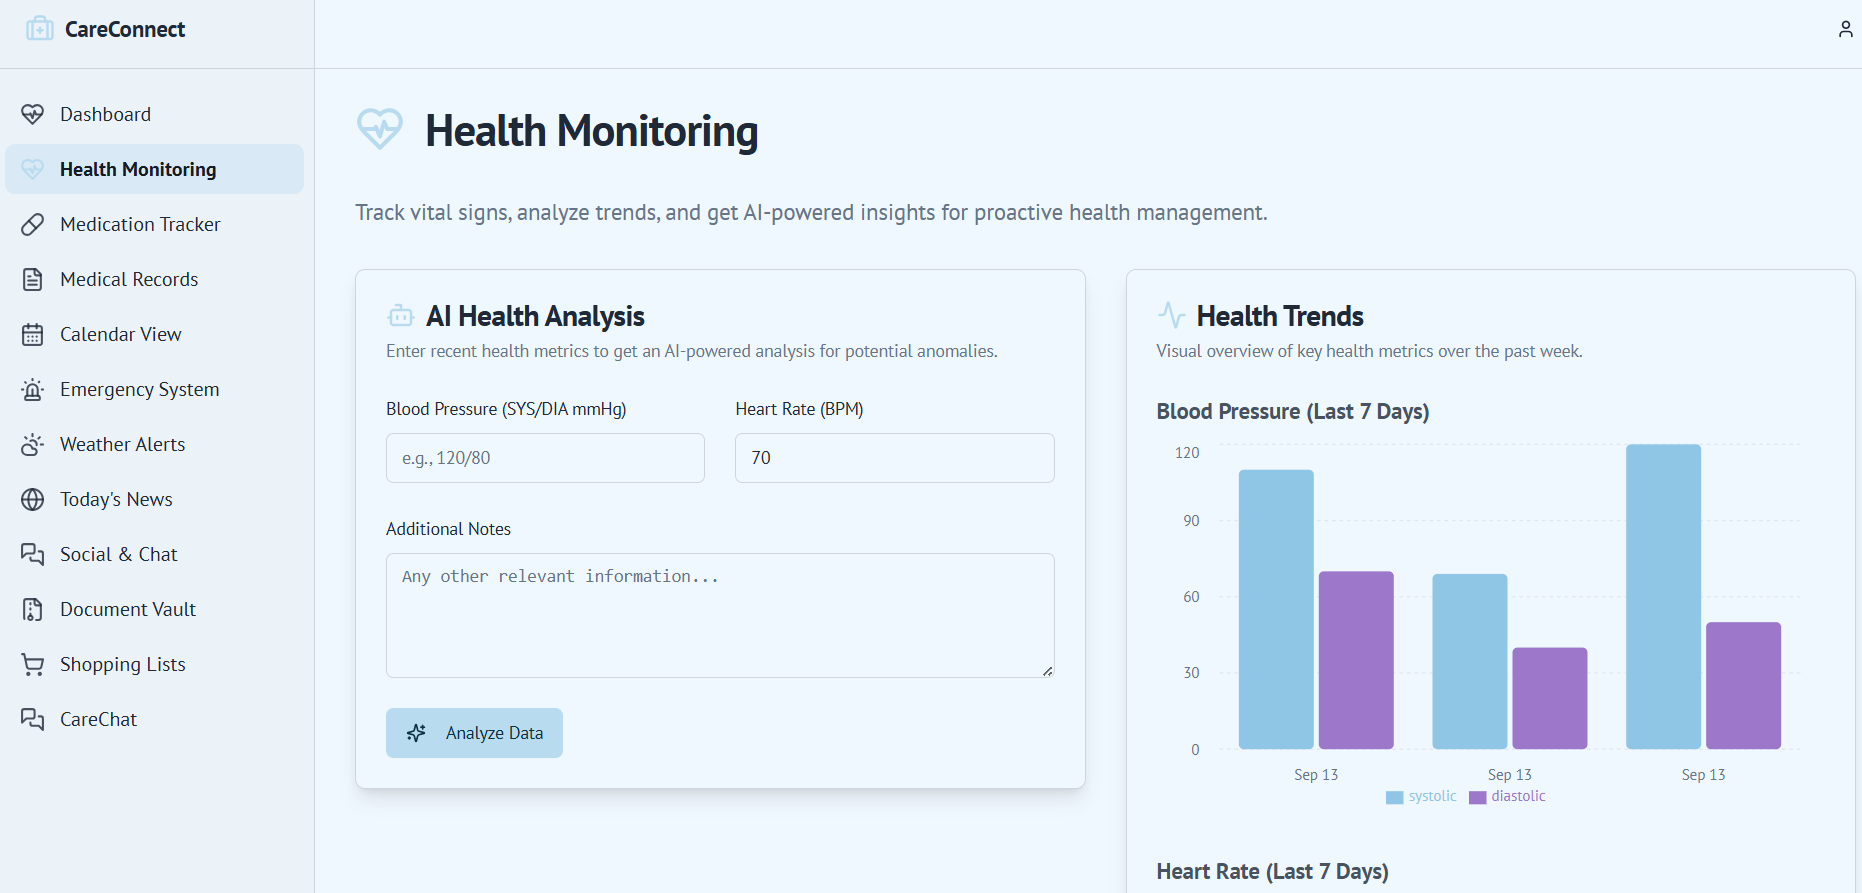 CareConnect
Dashboard
Health Monitoring
Medication Tracker
Medical Records
Calendar View
Emergency System
Weather Alerts
Today's News
Social & Chat
Document Vault
Shopping Lists
CareChat
Health Monitoring
Track vital signs, analyze trends, and get AI-powered insights for proactive health management.
AI Health Analysis
Enter recent health metrics to get an AI-powered analysis for potential anomalies.
Blood Pressure (SYS/DIA mmHg)
Heart Rate (BPM)
e.g., 120/80
70
Additional Notes
Any other relevant information...
Analyze Data
Health Trends
Visual overview of key health metrics over the past week.
Blood Pressure (Last 7 Days)
120
90
60
30
0
Sep 13 Sep 13 Sep 13
systolic diastolic
Heart Rate (Last 7 Days)